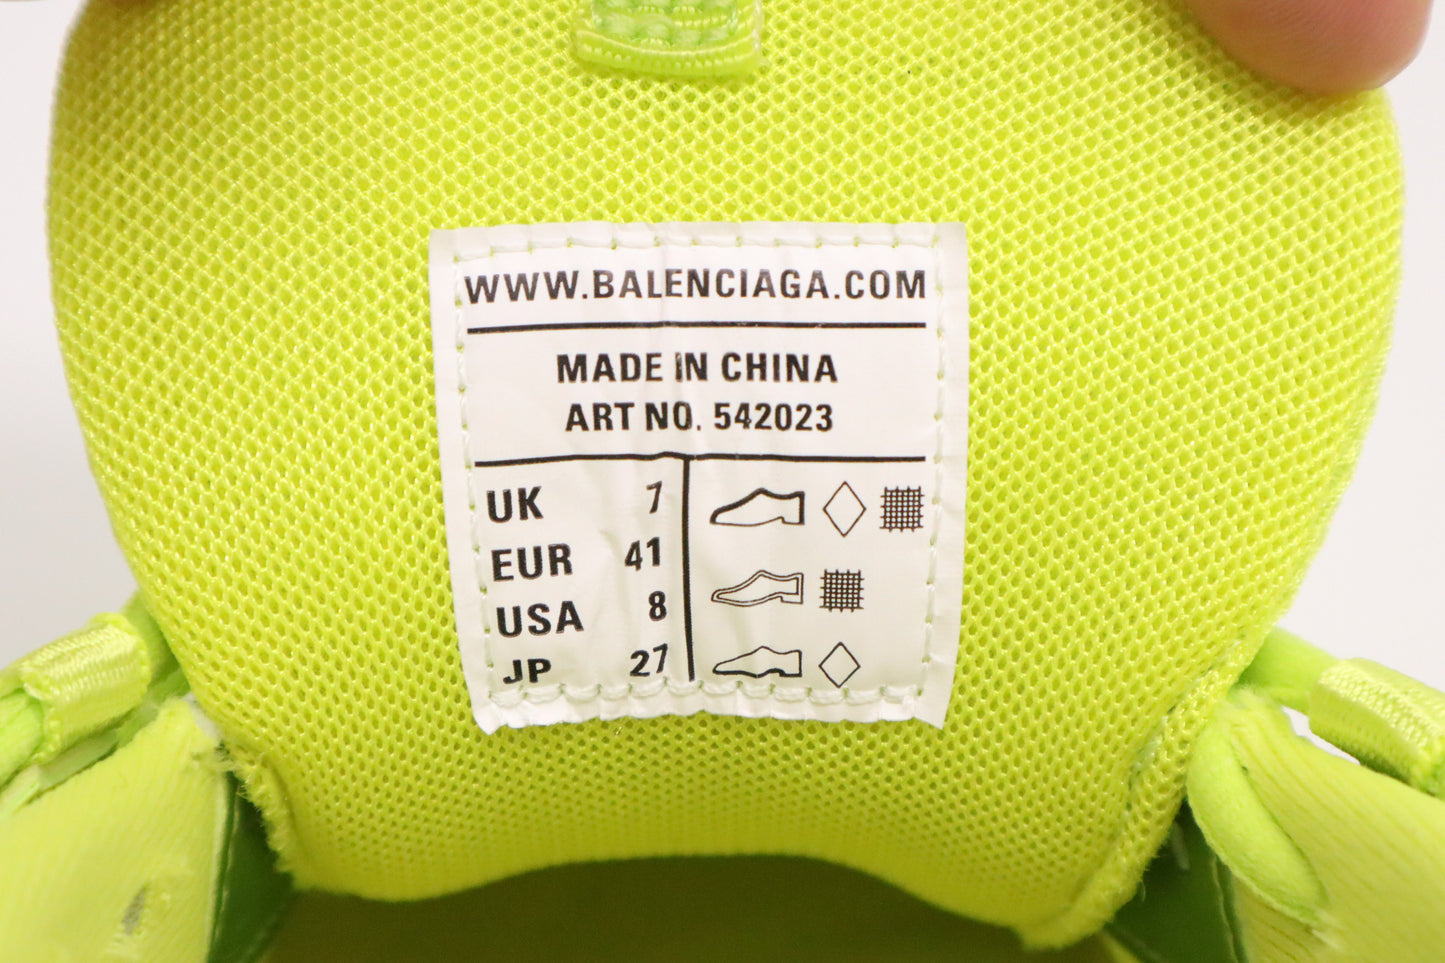 WWW.BALENCIAGA.COM
MADE IN CHINA
ART NO. 542023
UK 7
EUR 41
USA 8
JP 27